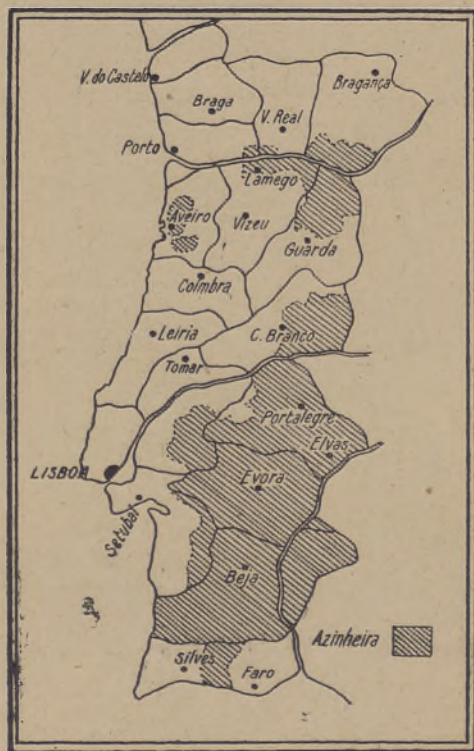 V. do Castelo
Braga
Bragança
V. Real
Porto
Lamego
Aveiro
Vizeu
Guarda
Coimbra
Leiria
C. Branco
Tomar
Portalegre
Elvas
LISBOA
Evora
Setubal
Beja
Azinheira
Silves
Faro